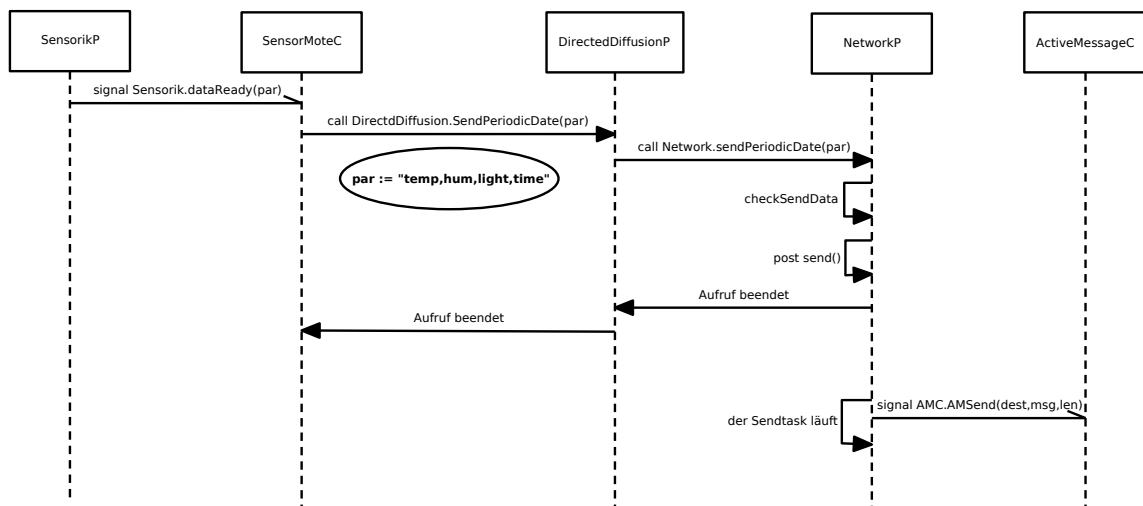 SensorikP
SensorMoteC
DirectedDiffusionP
NetworkP
ActiveMessageC
signal Sensorik.dataReady(par)
call DirectdDiffusion.SendPeriodicDate(par)
call Network.sendPeriodicDate(par)
par := "temp,hum,light,time"
checkSendData
post send()
Aufruf beendet
Aufruf beendet
signal AMC.AMSend(dest,msg,len)
der Sendtask läuft